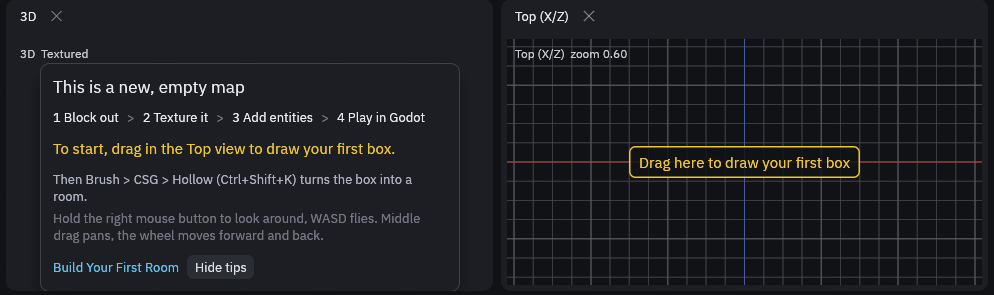 3D
Top (X/Z)
3D Textured
This is a new, empty map
1 Block out > 2 Texture it > 3 Add entities > 4 Play in Godot
To start, drag in the Top view to draw your first box.
Then Brush > CSG > Hollow (Ctrl+Shift+K) turns the box into a
room.
Hold the right mouse button to look around, WASD flies. Middle
drag pans, the wheel moves forward and back.
Build Your First Room Hide tips
Top (X/Z) zoom 0.60
Drag here to draw your first box